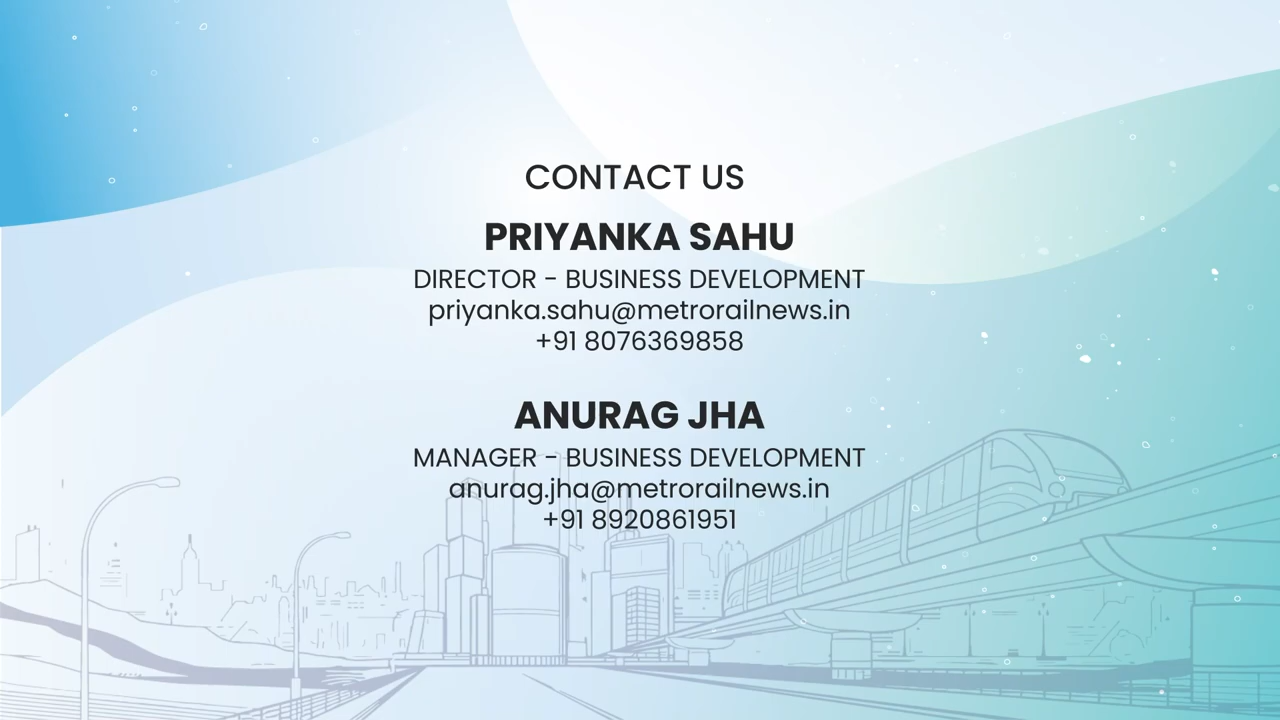 CONTACT US
PRIYANKA SAHU
DIRECTOR - BUSINESS DEVELOPMENT
priyanka.sahu@metrorailnews.in
+91 8076369858
ANURAG JHA
MANAGER - BUSINESS DEVELOPMENT
anurag.jha@metrorailnews.in
+91 8920861951